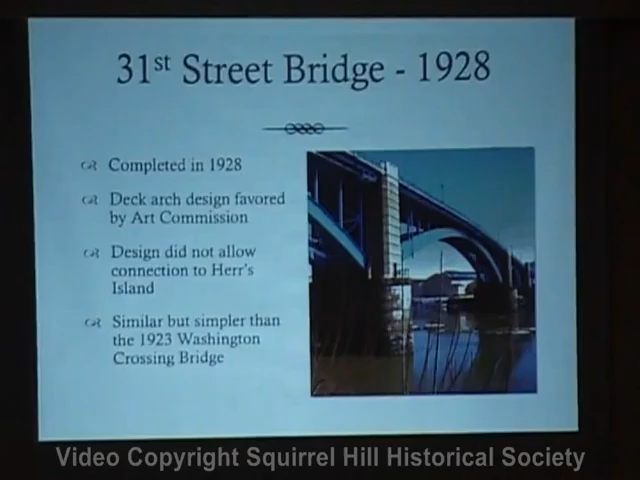 31st Street Bridge - 1928
Completed in 1928
Deck arch design favored
by Art Commission
Design did not allow
connection to Herr's
Island
Similar but simpler than
the 1923 Washington
Crossing Bridge
Video Copyright Squirrel Hill Historical Society